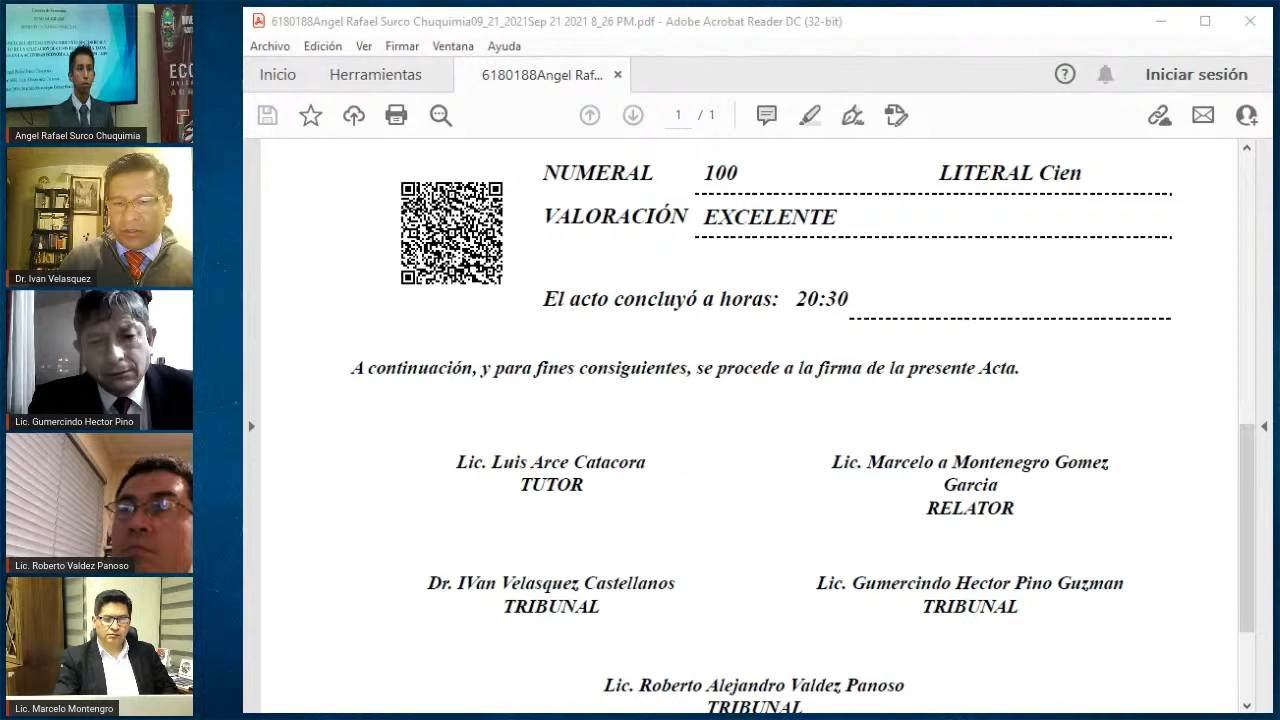 Angel Rafael Surco Chuquimia
Dr. Ivan Velasquez
Lic. Gumercindo Hector Pino
Lic. Roberto Valdez Panoso
Lic. Marcelo Montengro
6180188Angel Rafael Surco Chuquimia09_21_2021Sep 21 2021 8_26 PM.pdf - Adobe Acrobat Reader DC (32-bit)
Archivo Edición Ver Firmar Ventana Ayuda
Inicio Herramientas 6180188Angel Raf... × Iniciar sesión
1 / 1
NUMERAL 100 LITERAL Cien
VALORACIÓN EXCELENTE
El acto concluyó a horas: 20:30
A continuación, y para fines consiguientes, se procede a la firma de la presente Acta.
Lic. Luis Arce Catacora
TUTOR
Lic. Marcelo a Montenegro Gomez
Garcia
RELATOR
Dr. IVan Velasquez Castellanos
TRIBUNAL
Lic. Gumercindo Hector Pino Guzman
TRIBUNAL
Lic. Roberto Alejandro Valdez Panoso
TRIBUNAL